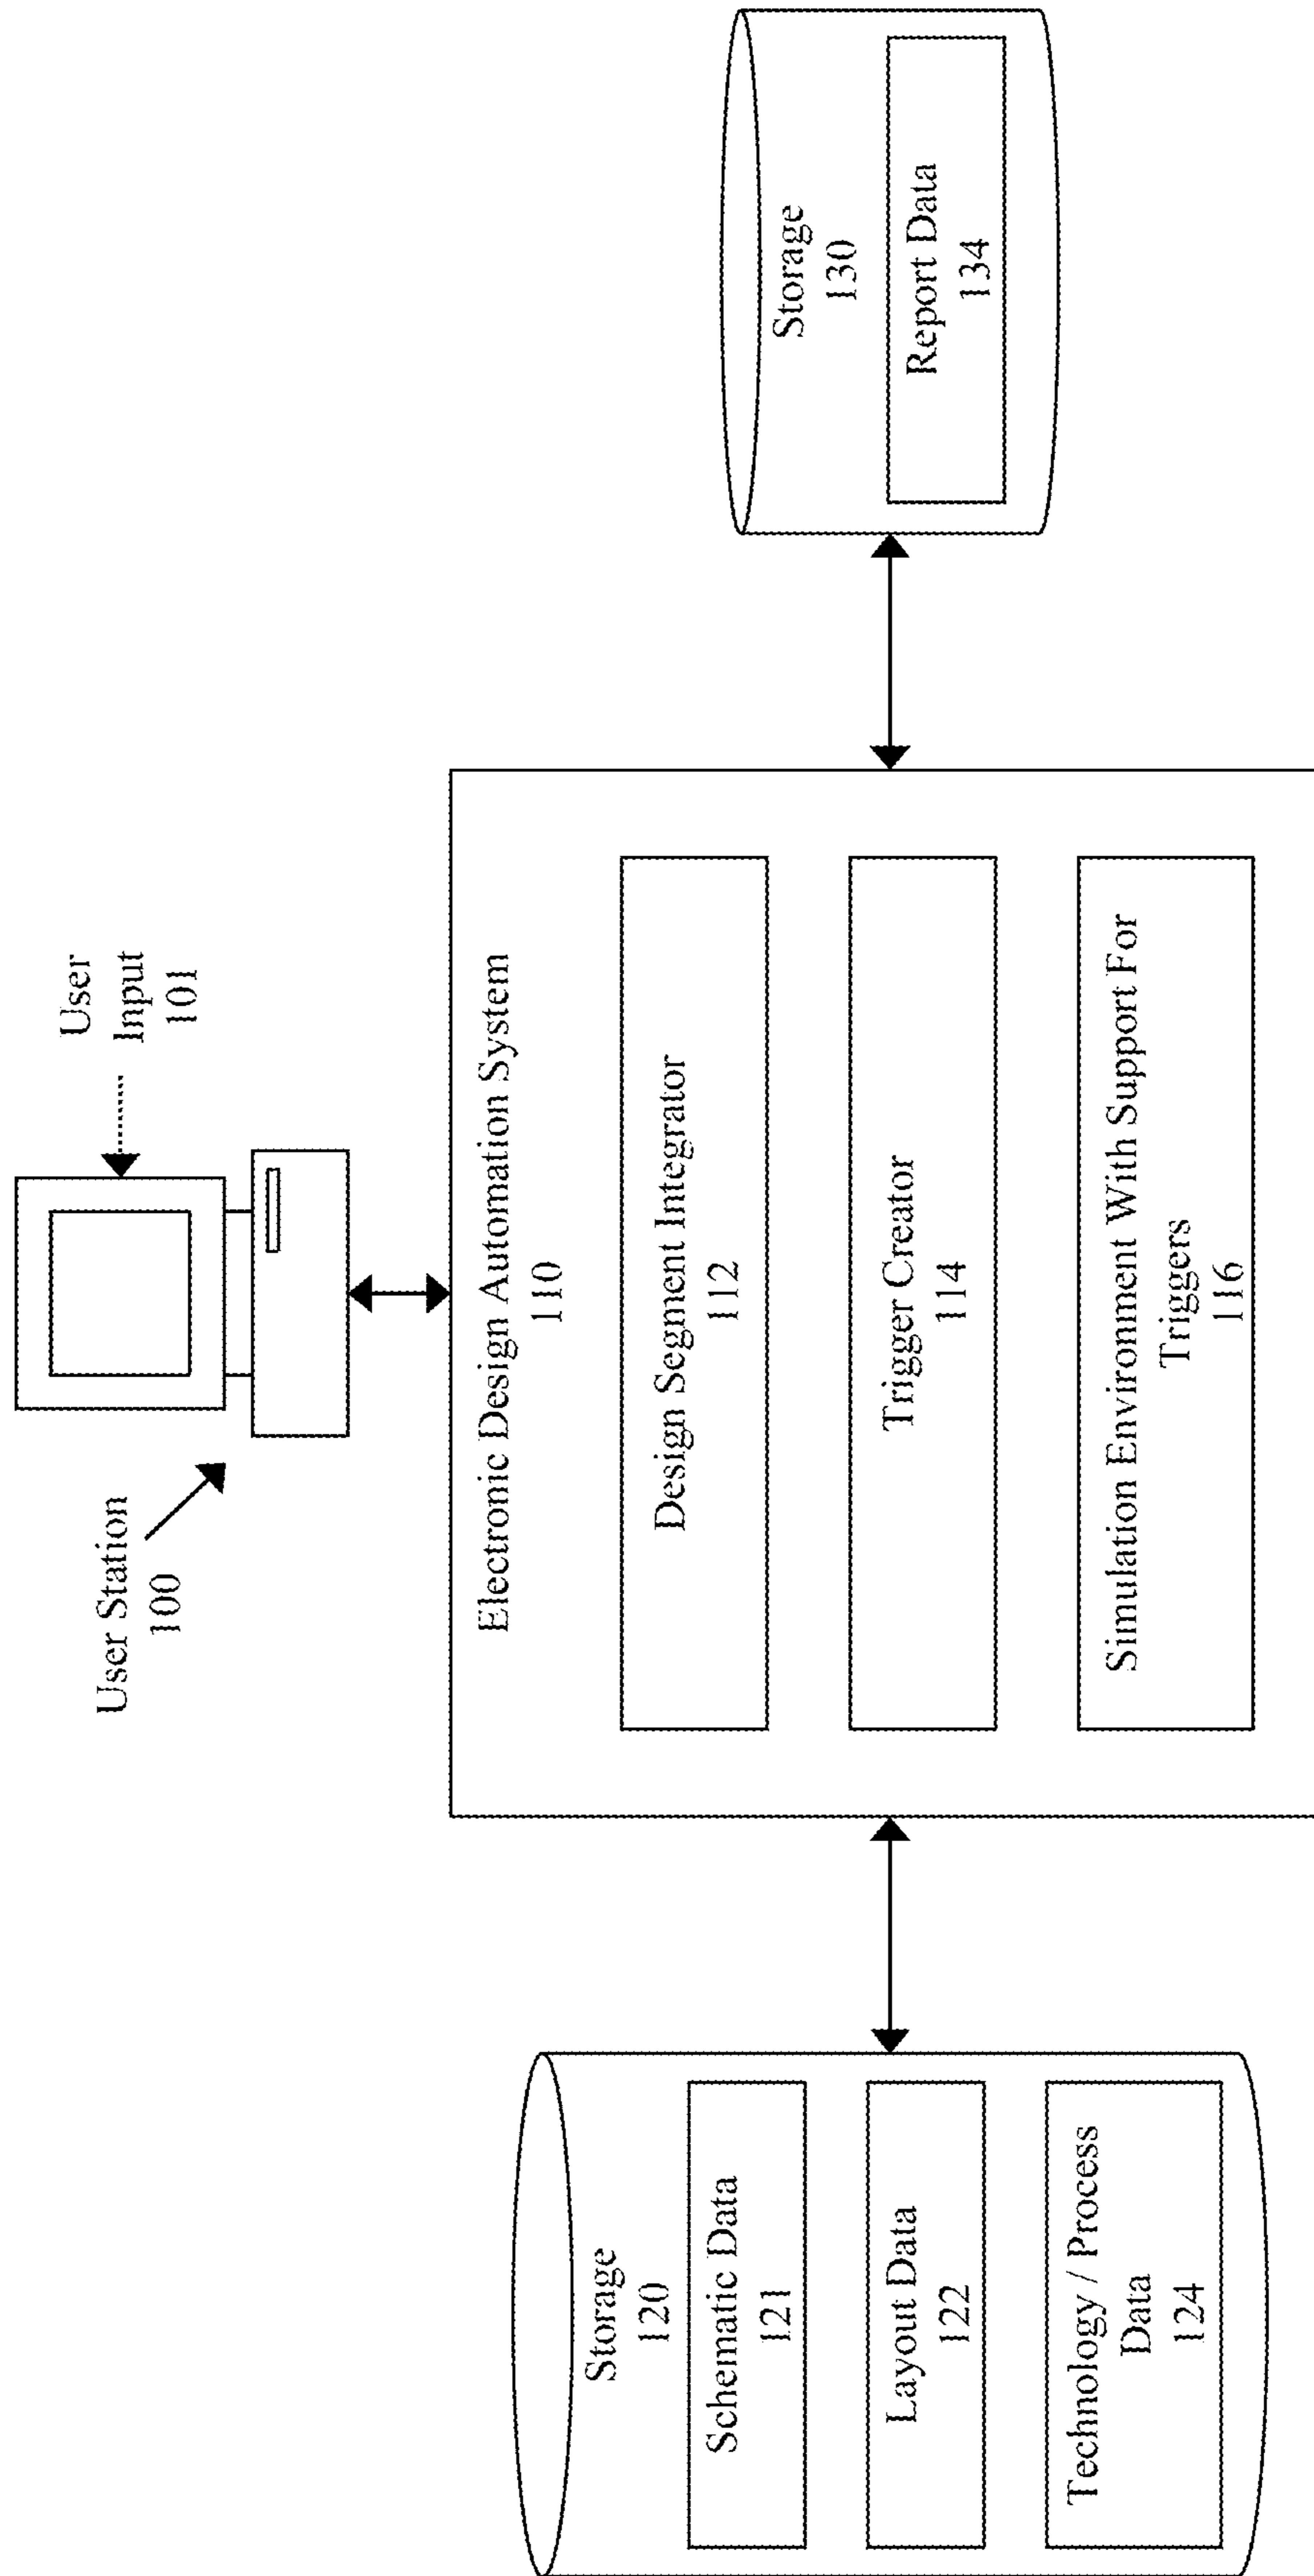 User Station
100
User
Input
101
Electronic Design Automation System
110
Design Segment Integrator
112
Trigger Creator
114
Simulation Environment With Support For
Triggers
116
Storage
120
Schematic Data
121
Layout Data
122
Technology / Process
Data
124
Storage
130
Report Data
134